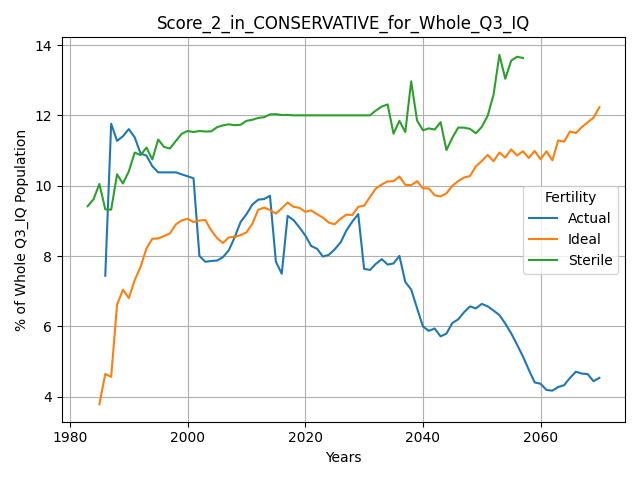 Score_2_in_CONSERVATIVE_for_Whole_Q3_IQ
% of Whole Q3_IQ Population
14
12
10
8
6
4
Fertility
Actual
Ideal
Sterile
1980
2000
2020
2040
2060
Years